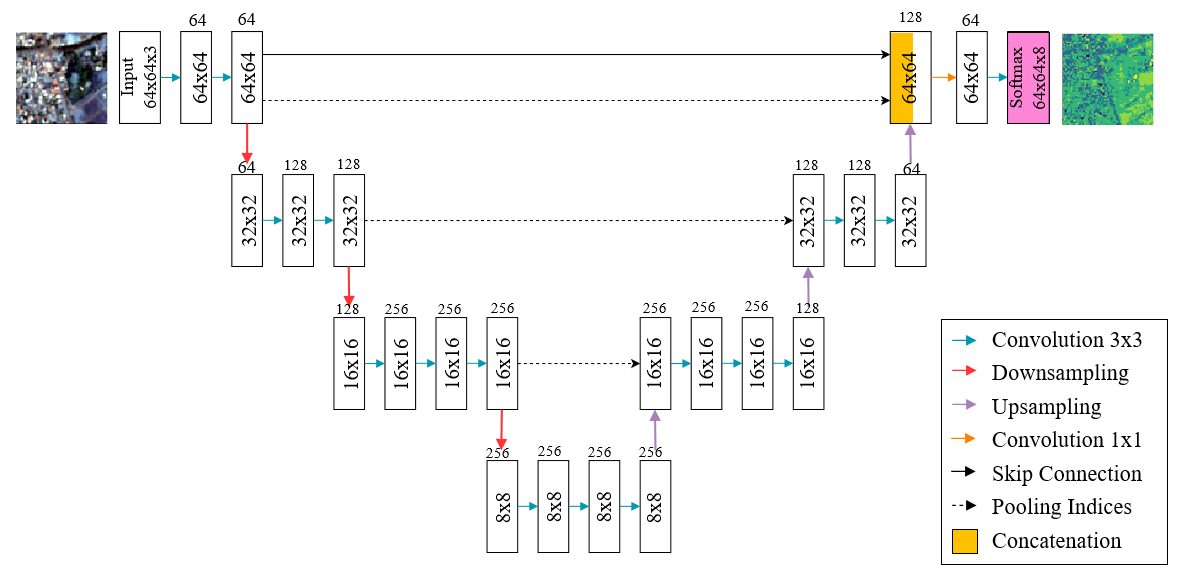 64
64
128
64
Input
64x64x3
64x64
64x64
64x64
64x64
Softmax
64x64x8
64
128
128
128
128
64
32x32
32x32
32x32
32x32
32x32
32x32
128
256
256
256
256
256
256
128
16x16
16x16
16x16
16x16
16x16
16x16
16x16
16x16
256
256
256
256
8x8
8x8
8x8
8x8
Convolution 3x3
Downsampling
Upsampling
Convolution 1x1
Skip Connection
Pooling Indices
Concatenation